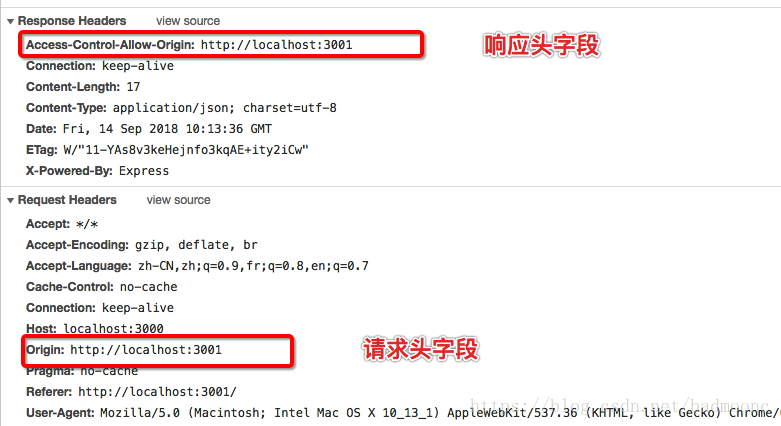 Response Headers view source
Access-Control-Allow-Origin: http://localhost:3001 响应头字段
Connection: keep-alive
Content-Length: 17
Content-Type: application/json; charset=utf-8
Date: Fri, 14 Sep 2018 10:13:36 GMT
ETag: W/"11-YAs8v3keHejnfo3kqAE+ity2iCw"
X-Powered-By: Express
Request Headers view source
Accept: */*
Accept-Encoding: gzip, deflate, br
Accept-Language: zh-CN,zh;q=0.9,fr;q=0.8,en;q=0.7
Cache-Control: no-cache
Connection: keep-alive
Host: localhost:3000
Origin: http://localhost:3001 请求头字段
Pragma: no-cache
Referer: http://localhost:3001/
https://blog.csdn.net/badmoonc
User-Agent: Mozilla/5.0 (Macintosh; Intel Mac OS X 10_13_1) AppleWebKit/537.36 (KHTML, like Gecko) Chrome/